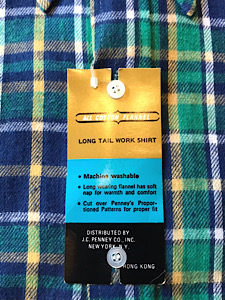 ALL COTTON FLANNEL
LONG TAIL WORK SHIRT
• Machine washable
• Long wearing flannel has soft
nap for warmth and comfort
• Cut over Penney's Propor-
tioned Patterns for proper fit
DISTRIBUTED BY
J.C. PENNEY CO., INC.
NEW YORK, N.Y.
HONG KONG